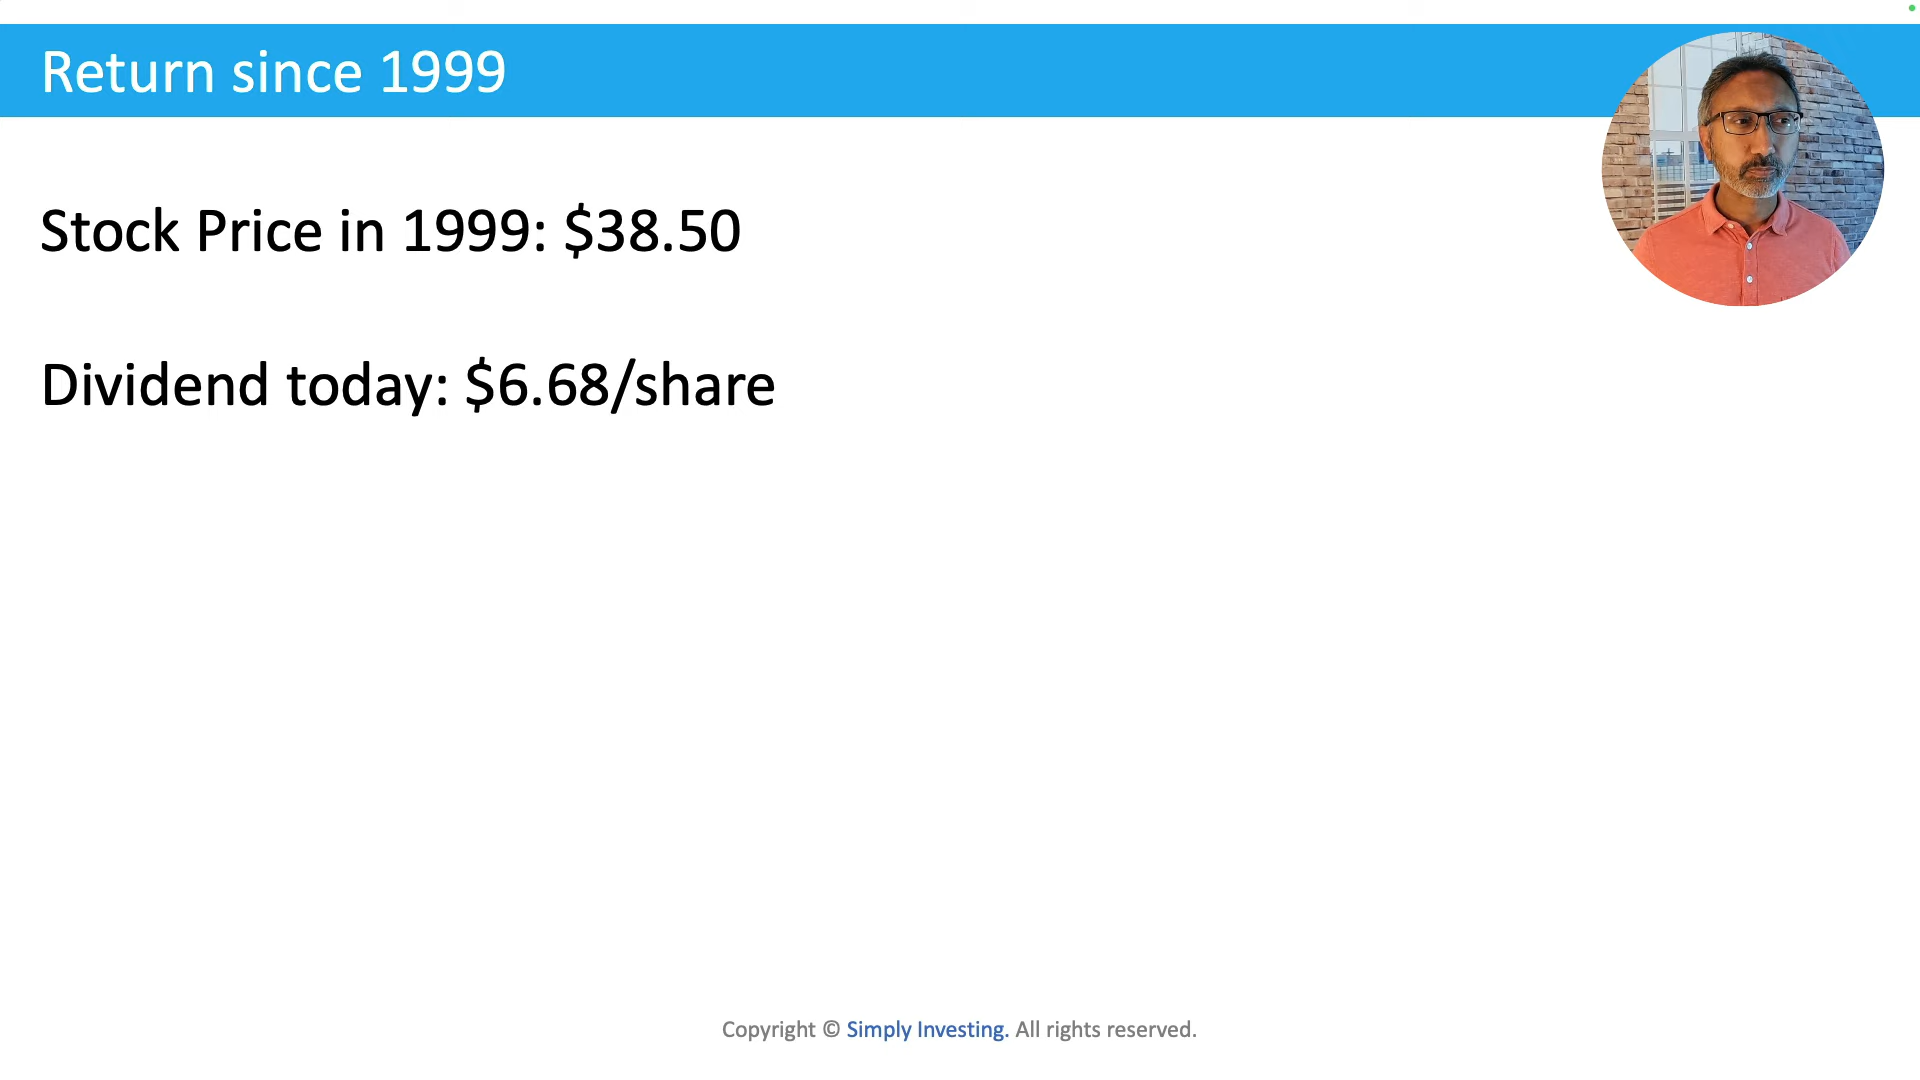 Return since 1999
Stock Price in 1999: $38.50
Dividend today: $6.68/share
Copyright © Simply Investing. All rights reserved.